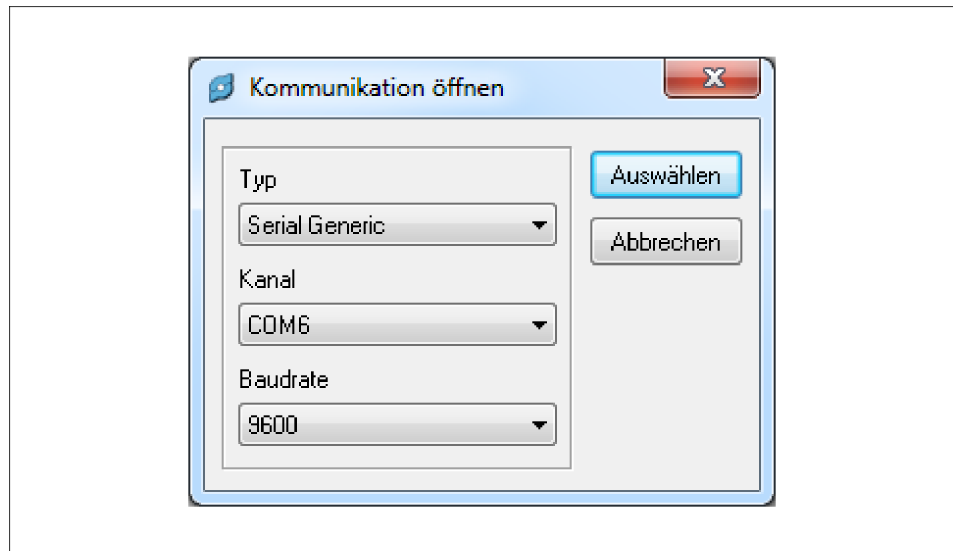 Kommunikation öffnen
Typ
Serial Generic
Kanal
COM6
Baudrate
9600
Auswählen
Abbrechen